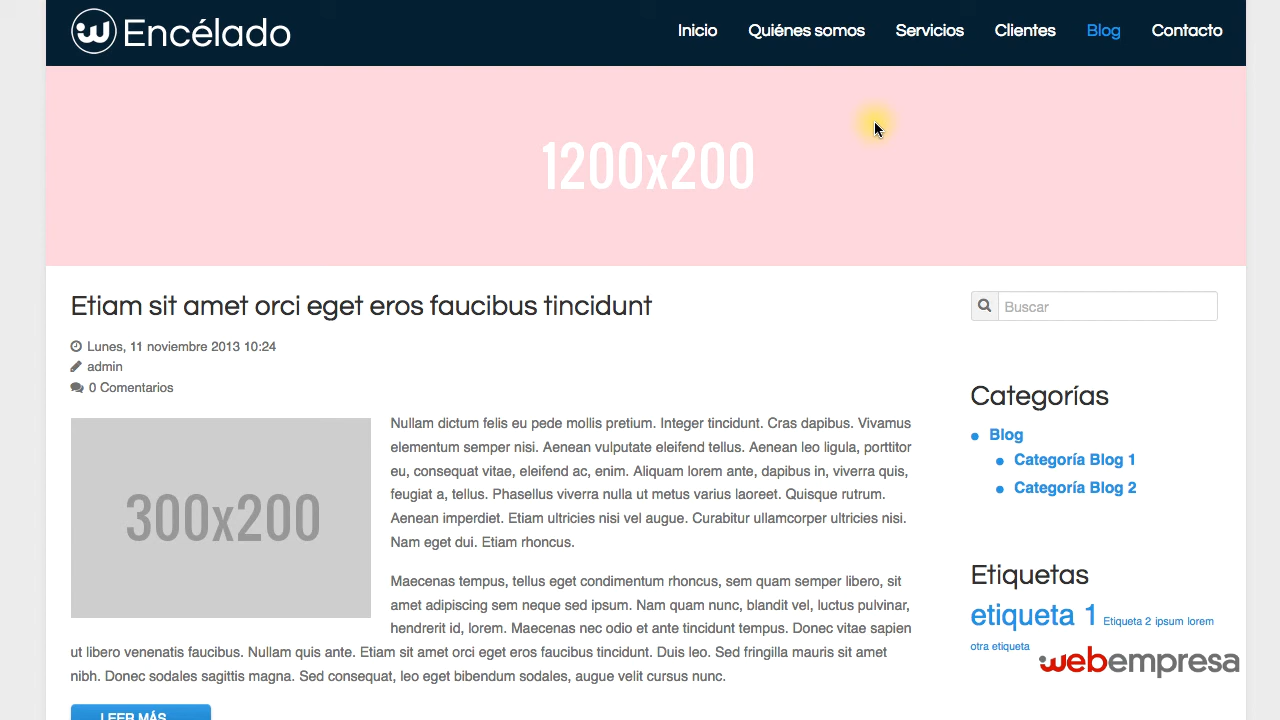 Encélado
Inicio Quiénes somos Servicios Clientes Blog Contacto
1200x200
Etiam sit amet orci eget eros faucibus tincidunt
Lunes, 11 noviembre 2013 10:24
admin
0 Comentarios
300x200
Nullam dictum felis eu pede mollis pretium. Integer tincidunt. Cras dapibus. Vivamus
elementum semper nisi. Aenean vulputate eleifend tellus. Aenean leo ligula, porttitor
eu, consequat vitae, eleifend ac, enim. Aliquam lorem ante, dapibus in, viverra quis,
feugiat a, tellus. Phasellus viverra nulla ut metus varius laoreet. Quisque rutrum.
Aenean imperdiet. Etiam ultricies nisi vel augue. Curabitur ullamcorper ultricies nisi.
Nam eget dui. Etiam rhoncus.
Maecenas tempus, tellus eget condimentum rhoncus, sem quam semper libero, sit
amet adipiscing sem neque sed ipsum. Nam quam nunc, blandit vel, luctus pulvinar,
hendrerit id, lorem. Maecenas nec odio et ante tincidunt tempus. Donec vitae sapien
ut libero venenatis faucibus. Nullam quis ante. Etiam sit amet orci eget eros faucibus tincidunt. Duis leo. Sed fringilla mauris sit amet
nibh. Donec sodales sagittis magna. Sed consequat, leo eget bibendum sodales, augue velit cursus nunc.
LEER MÁS
Buscar
Categorías
Blog
Categoría Blog 1
Categoría Blog 2
Etiquetas
etiqueta 1 Etiqueta 2 ipsum lorem
otra etiqueta
webempresa